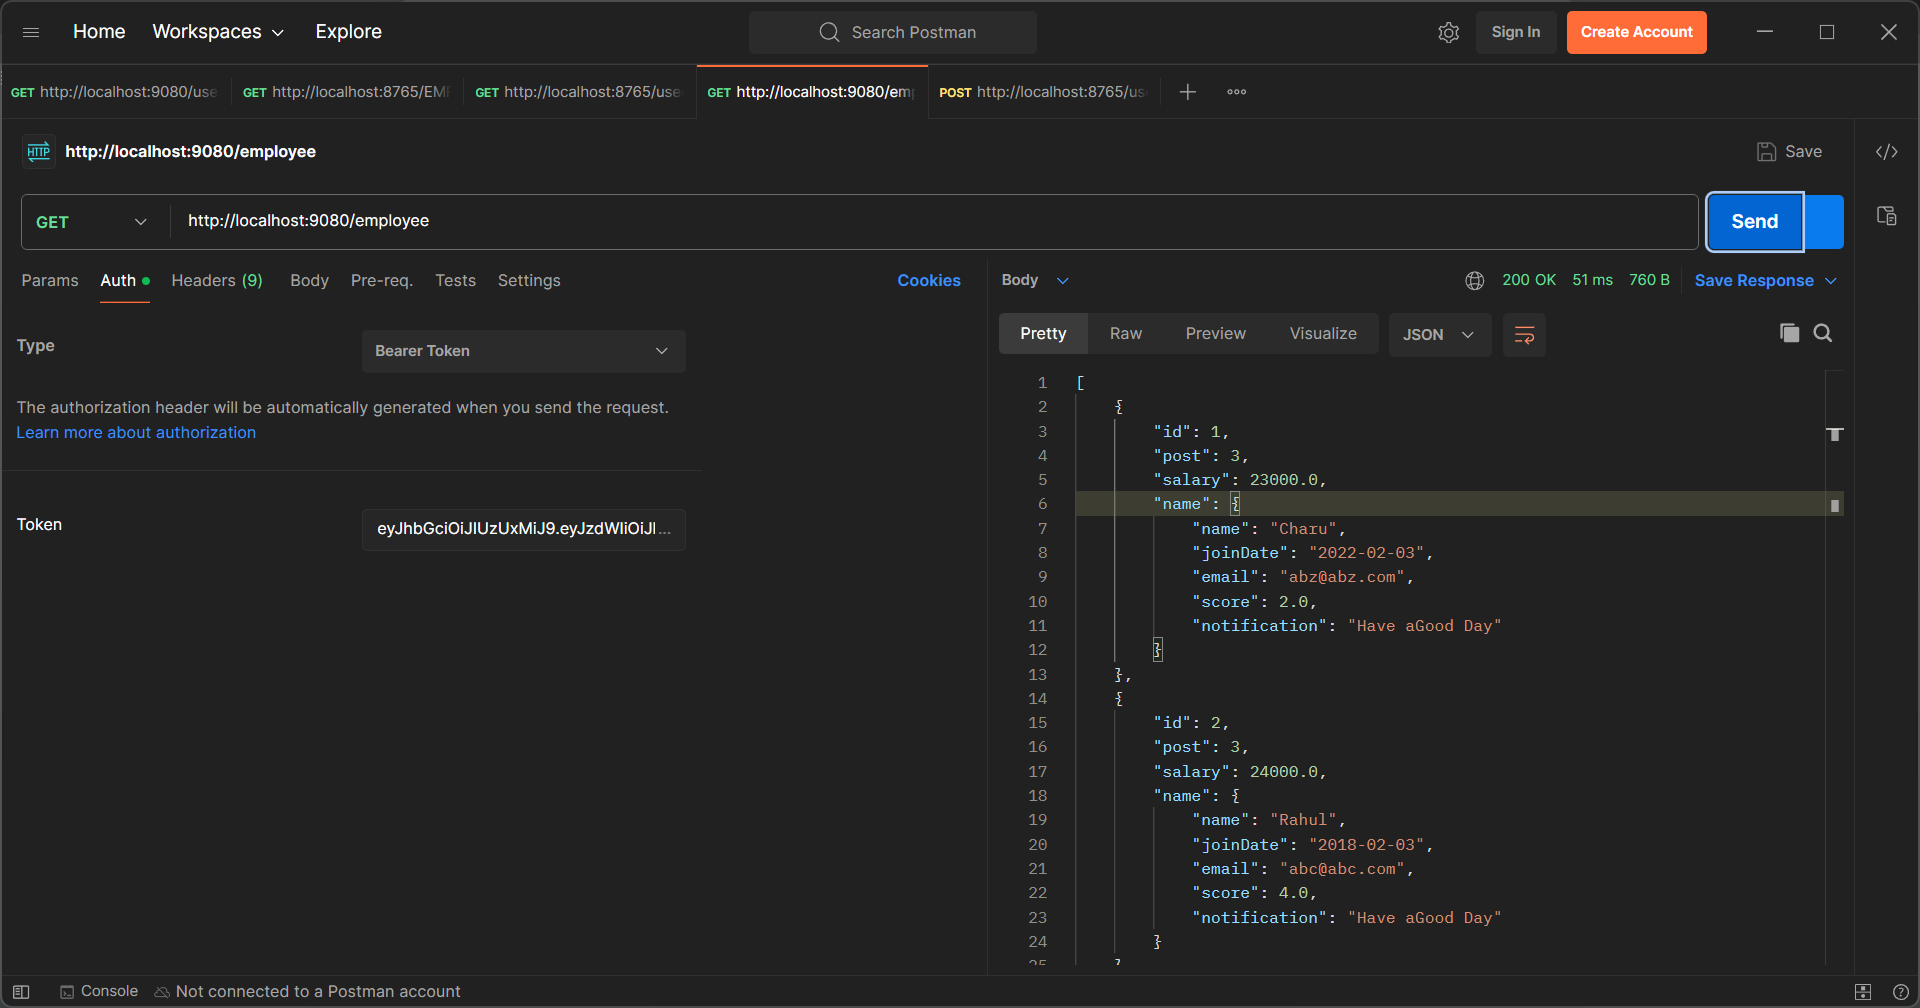 Home Workspaces Explore Search Postman Sign In Create Account
GET http://localhost:9080/use GET http://localhost:8765/EM GET http://localhost:8765/use GET http://localhost:9080/em POST http://localhost:8765/us
HTTP http://localhost:9080/employee Save </>
GET http://localhost:9080/employee Send
Params Auth Headers (9) Body Pre-req. Tests Settings Cookies Body 200 OK 51 ms 760 B Save Response
Pretty Raw Preview Visualize JSON
Type Bearer Token
The authorization header will be automatically generated when you send the request.
Learn more about authorization
Token eyJhbGciOiJIUzUxMiJ9.eyJzdWIiOiJ...
1 [
2 {
3 "id": 1,
4 "post": 3,
5 "salary": 23000.0,
6 "name": {
7 "name": "Charu",
8 "joinDate": "2022-02-03",
9 "email": "abz@abz.com",
10 "score": 2.0,
11 "notification": "Have aGood Day"
12 }
13 },
14 {
15 "id": 2,
16 "post": 3,
17 "salary": 24000.0,
18 "name": {
19 "name": "Rahul",
20 "joinDate": "2018-02-03",
21 "email": "abc@abc.com",
22 "score": 4.0,
23 "notification": "Have aGood Day"
24 }
25 }
Console Not connected to a Postman account